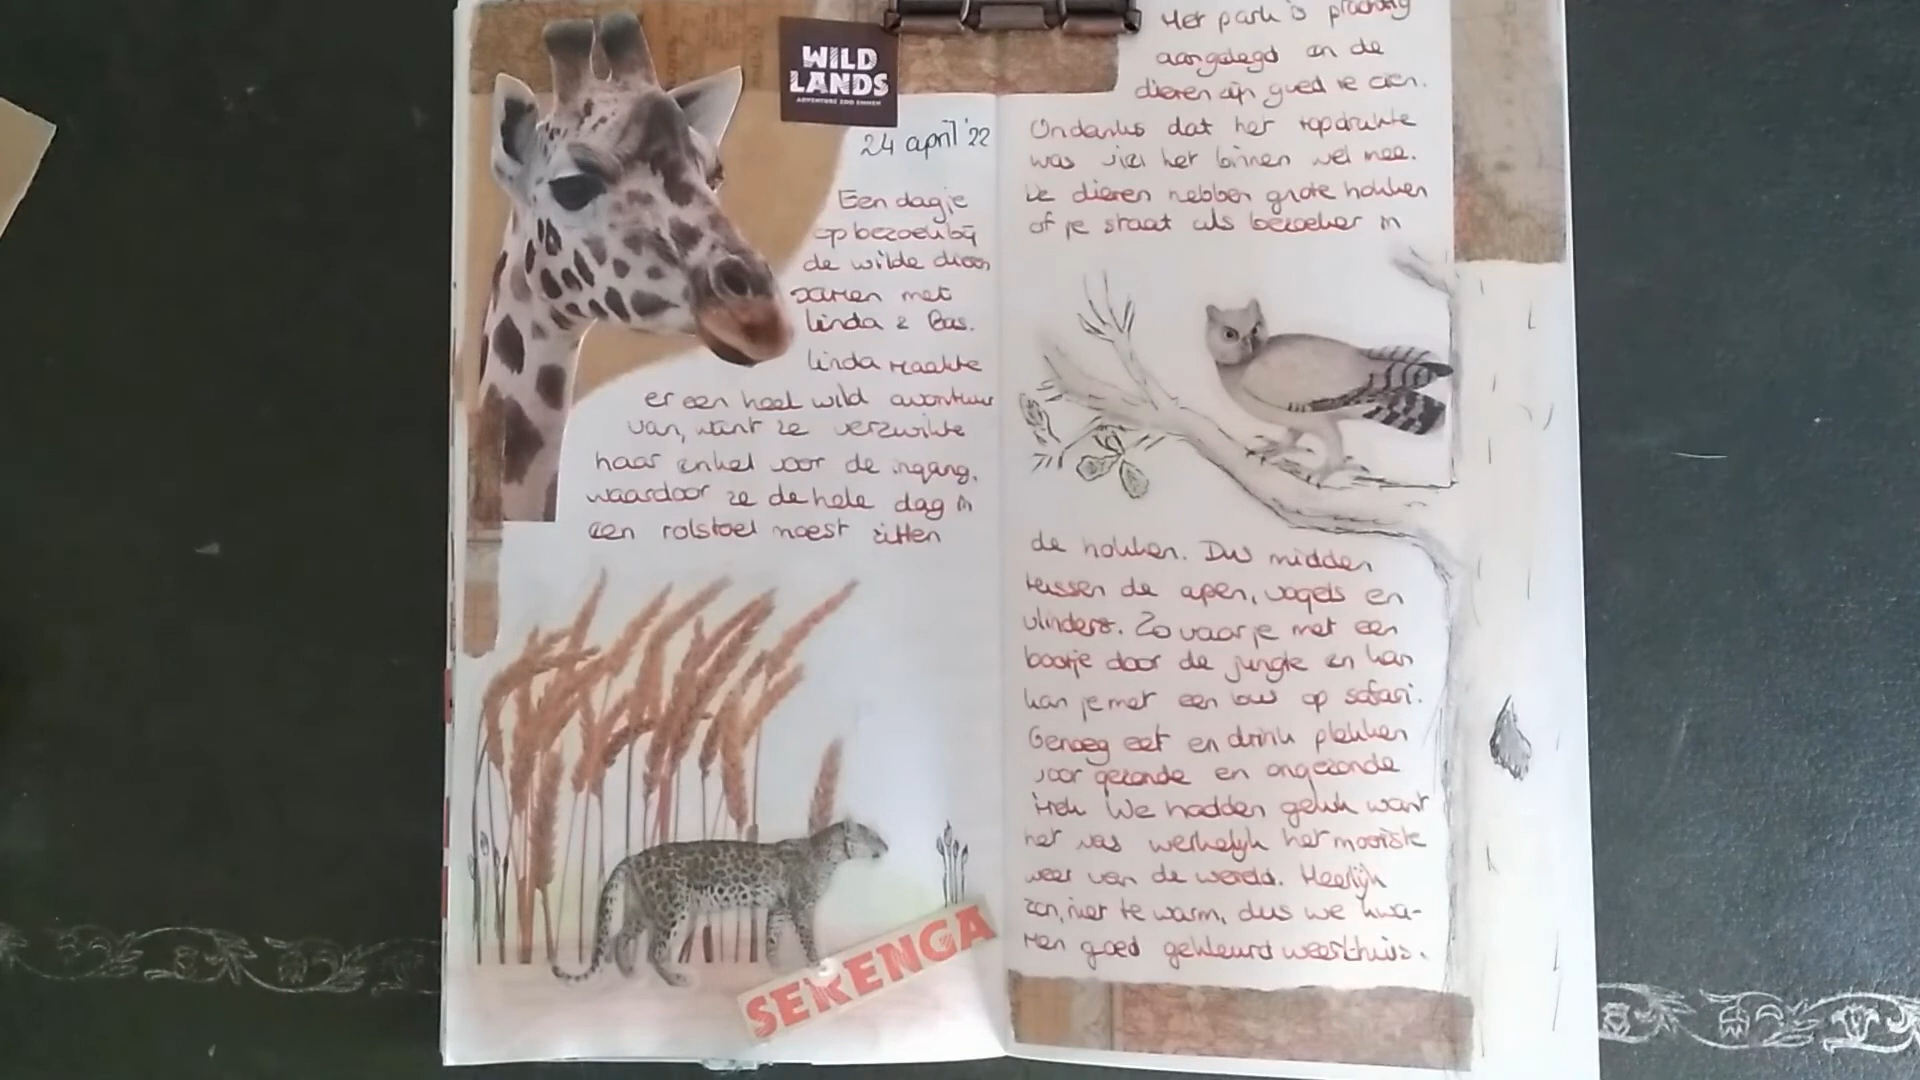 WILD
LANDS
ADVENTURE ZOO EMMEN
24 april '22
Een dagje
op bezoek bij
de wilde dieren
samen met
Linda & Bas.
Linda maakte
er een heel wild avontuur
van, want ze verzwikte
haar enkel voor de ingang,
waardoor ze de hele dag in
een rolstoel moest zitten
SERENGA
Het park is prachtig
aangelegd en de
dieren zijn goed te zien.
Ondanks dat het topdrukte
was viel het binnen wel mee.
De dieren hebben grote hokken
of je staat als bezoeker in
de hokken. Dus midden
tussen de apen, vogels en
vlinders. Zo vaar je met een
bootje door de jungle en kan
kan je met een bus op safari.
Genoeg eet en drink plekken
voor gezonde en ongezonde
trek. We hadden geluk want
het was werkelijk het mooiste
weer van de wereld. Heerlijk
zon, niet te warm, dus we kwa-
men goed gekleurd weer thuis.